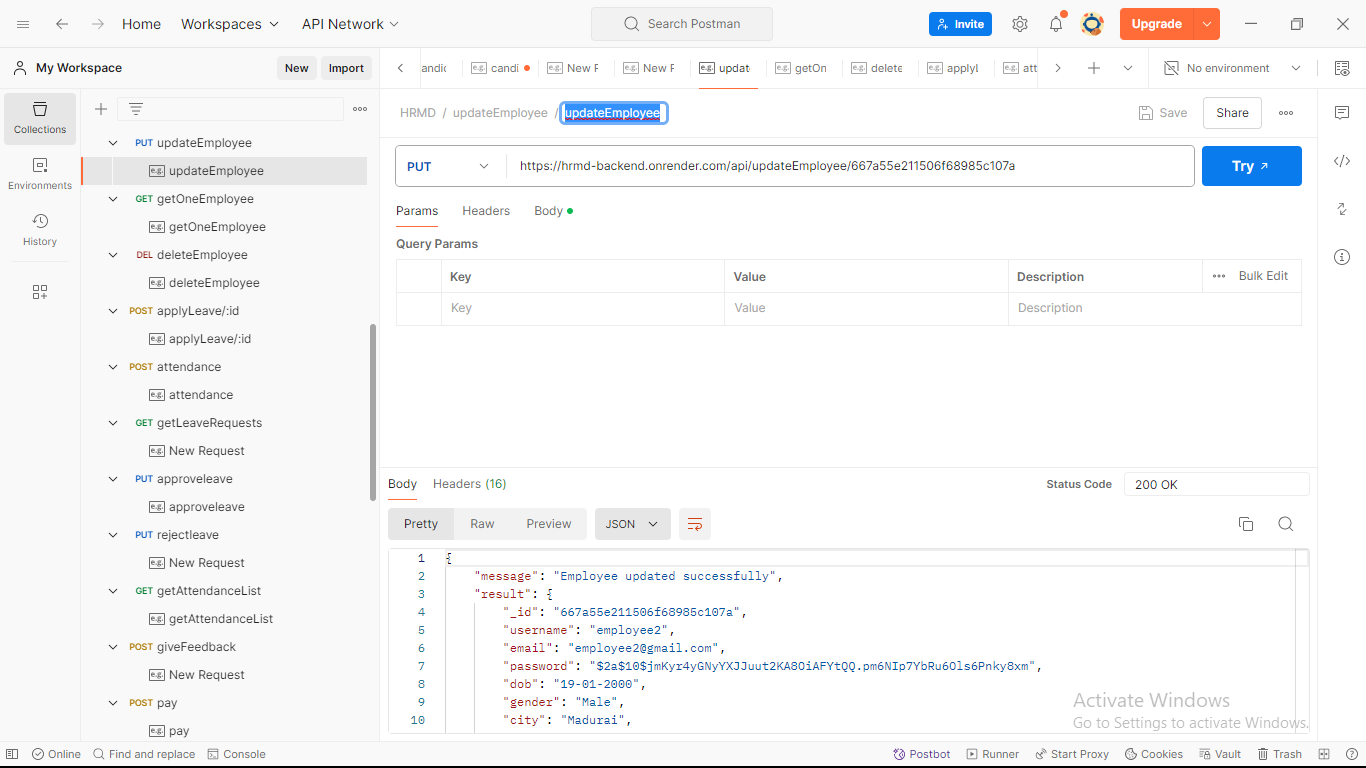 Home Workspaces API Network Search Postman Invite Upgrade
My Workspace New Import candi New F New F updat getOn delete applyl att No environment
HRMD / updateEmployee / updateEmployee Save Share
Collections
Environments
History
PUT updateEmployee
e.g. updateEmployee
GET getOneEmployee
e.g. getOneEmployee
DEL deleteEmployee
e.g. deleteEmployee
POST applyLeave/:id
e.g. applyLeave/:id
POST attendance
e.g. attendance
GET getLeaveRequests
e.g. New Request
PUT approveleave
e.g. approveleave
PUT rejectleave
e.g. New Request
GET getAttendanceList
e.g. getAttendanceList
POST giveFeedback
e.g. New Request
POST pay
e.g. pay
PUT https://hrmd-backend.onrender.com/api/updateEmployee/667a55e211506f68985c107a Try
Params Headers Body
Query Params
Key Value Description Bulk Edit
Key Value Description
Body Headers (16) Status Code 200 OK
Pretty Raw Preview JSON
1 {
2 "message": "Employee updated successfully",
3 "result": {
4 "_id": "667a55e211506f68985c107a",
5 "username": "employee2",
6 "email": "employee2@gmail.com",
7 "password": "$2a$10$jmKyr4yGNyYXJJuut2KA8OiAFYtQQ.pm6NIp7YbRu6Ols6Pnky8xm",
8 "dob": "19-01-2000",
9 "gender": "Male",
10 "city": "Madurai",
Activate Windows
Go to Settings to activate Windows.
Online Find and replace Console Postbot Runner Start Proxy Cookies Vault Trash